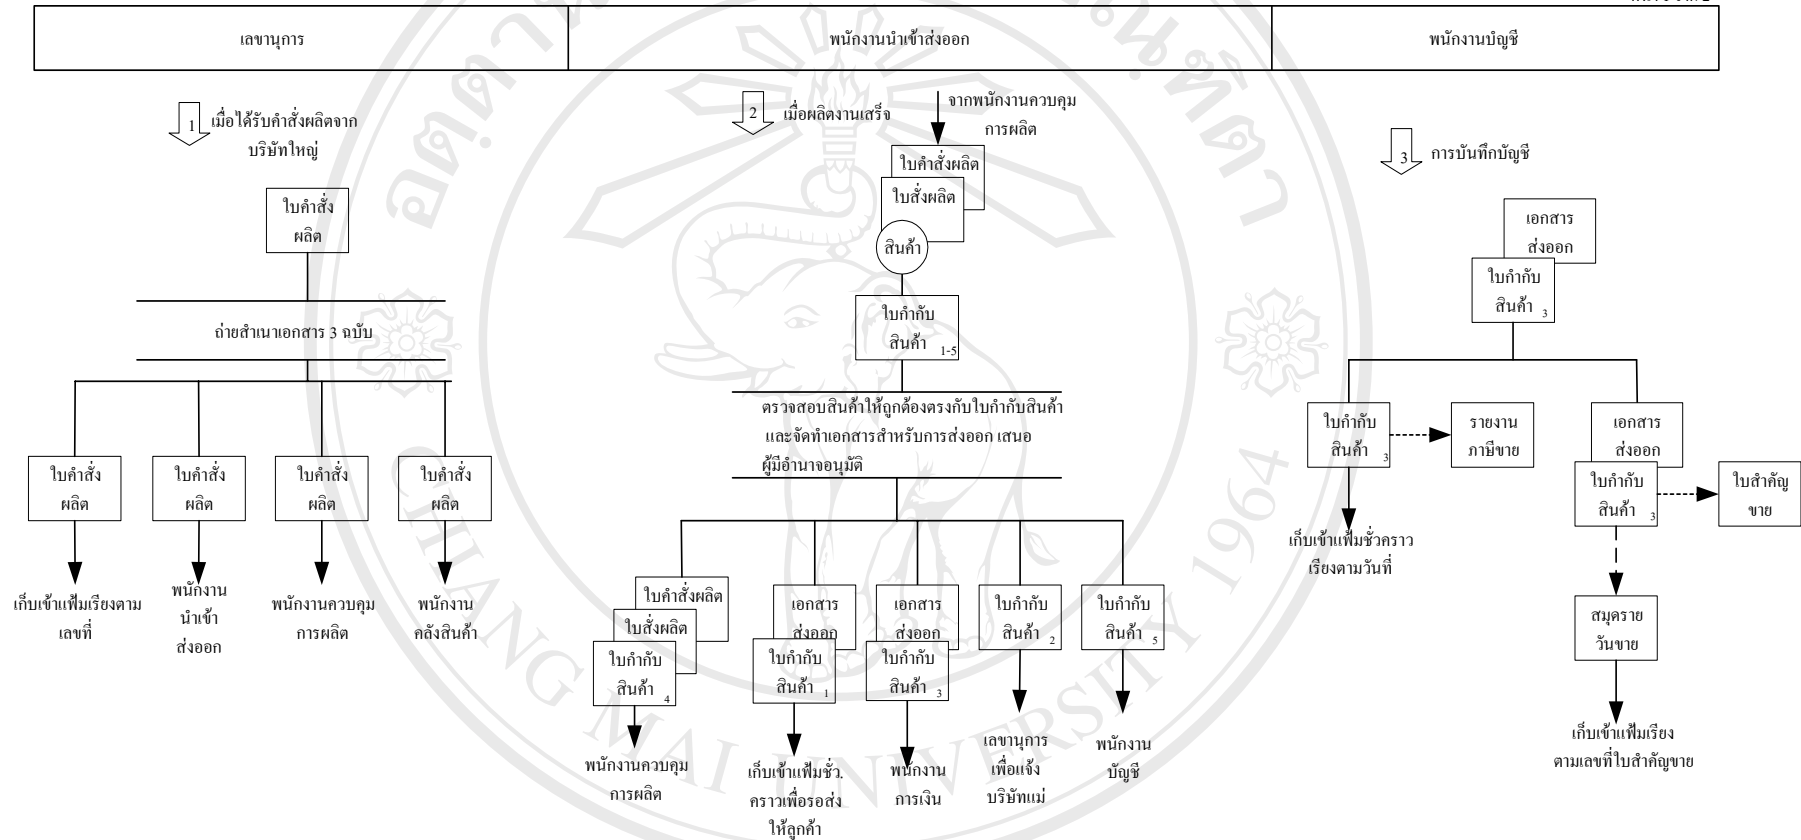 เลขานุการ
พนักงานนำเข้าส่งออก
พนักงานบัญชี
1
เมื่อได้รับคำสั่งผลิตจาก
บริษัทใหญ่
ใบคำสั่ง
ผลิต
ถ่ายสำเนาเอกสาร 3 ฉบับ
ใบคำสั่ง
ผลิต
ใบคำสั่ง
ผลิต
ใบคำสั่ง
ผลิต
ใบคำสั่ง
ผลิต
เก็บเข้าแฟ้มเรียงตาม
เลขที่
พนักงาน
นำเข้า
ส่งออก
พนักงานควบคุม
การผลิต
พนักงาน
คลังสินค้า
2
เมื่อผลิตงานเสร็จ
จากพนักงานควบคุม
การผลิต
ใบคำสั่งผลิต
ใบสั่งผลิต
สินค้า
ใบกำกับ
สินค้า 1-5
ตรวจสอบสินค้าให้ถูกต้องตรงกับใบกำกับสินค้า
และจัดทำเอกสารสำหรับการส่งออก เสนอ
ผู้มีอำนาจอนุมัติ
ใบคำสั่งผลิต
ใบสั่งผลิต
ใบกำกับ
สินค้า 4
พนักงานควบคุม
การผลิต
เอกสาร
ส่งออก
ใบกำกับ
สินค้า 1
เก็บเข้าแฟ้มชั่ว.
คราวเพื่อรอส่ง
ให้ลูกค้า
เอกสาร
ส่งออก
ใบกำกับ
สินค้า 3
พนักงาน
การเงิน
ใบกำกับ
สินค้า 2
เลขานุการ
เพื่อแจ้ง
บริษัทแม่
ใบกำกับ
สินค้า 5
พนักงาน
บัญชี
3
การบันทึกบัญชี
เอกสาร
ส่งออก
ใบกำกับ
สินค้า 3
ใบกำกับ
สินค้า 3
รายงาน
ภาษีขาย
เก็บเข้าแฟ้มชั่วคราว
เรียงตามวันที่
เอกสาร
ส่งออก
ใบกำกับ
สินค้า 3
ใบสำคัญ
ขาย
สมุดราย
วันขาย
เก็บเข้าแฟ้มเรียง
ตามเลขที่ใบสำคัญขาย
CHIANG MAI UNIVERSITY 1964